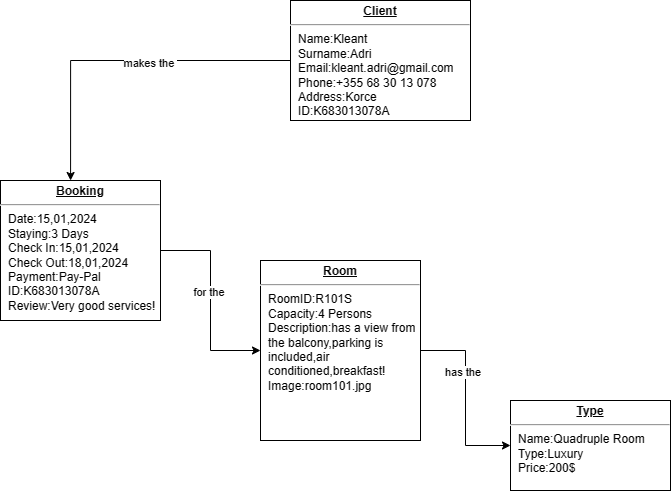 Client
Name:Kleant
Surname:Adri
Email:kleant.adri@gmail.com
Phone:+355 68 30 13 078
Address:Korce
ID:K683013078A
makes the
Booking
Date:15,01,2024
Staying:3 Days
Check In:15,01,2024
Check Out:18,01,2024
Payment:Pay-Pal
ID:K683013078A
Review:Very good services!
for the
Room
RoomID:R101S
Capacity:4 Persons
Description:has a view from
the balcony,parking is
included,air
conditioned,breakfast!
Image:room101.jpg
has the
Type
Name:Quadruple Room
Type:Luxury
Price:200$